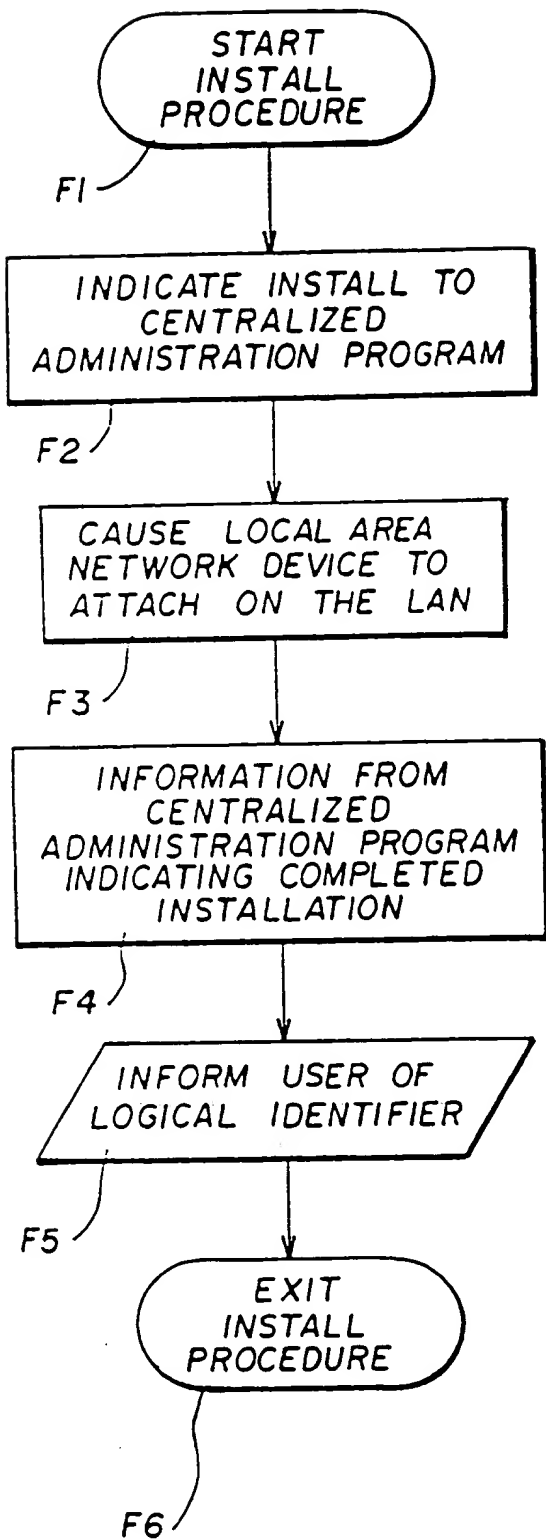 START
INSTALL
PROCEDURE
F1
INDICATE INSTALL TO
CENTRALIZED
ADMINISTRATION PROGRAM
F2
CAUSE LOCAL AREA
NETWORK DEVICE TO
ATTACH ON THE LAN
F3
INFORMATION FROM
CENTRALIZED
ADMINISTRATION PROGRAM
INDICATING COMPLETED
INSTALLATION
F4
INFORM USER OF
LOGICAL IDENTIFIER
F5
EXIT
INSTALL
PROCEDURE
F6